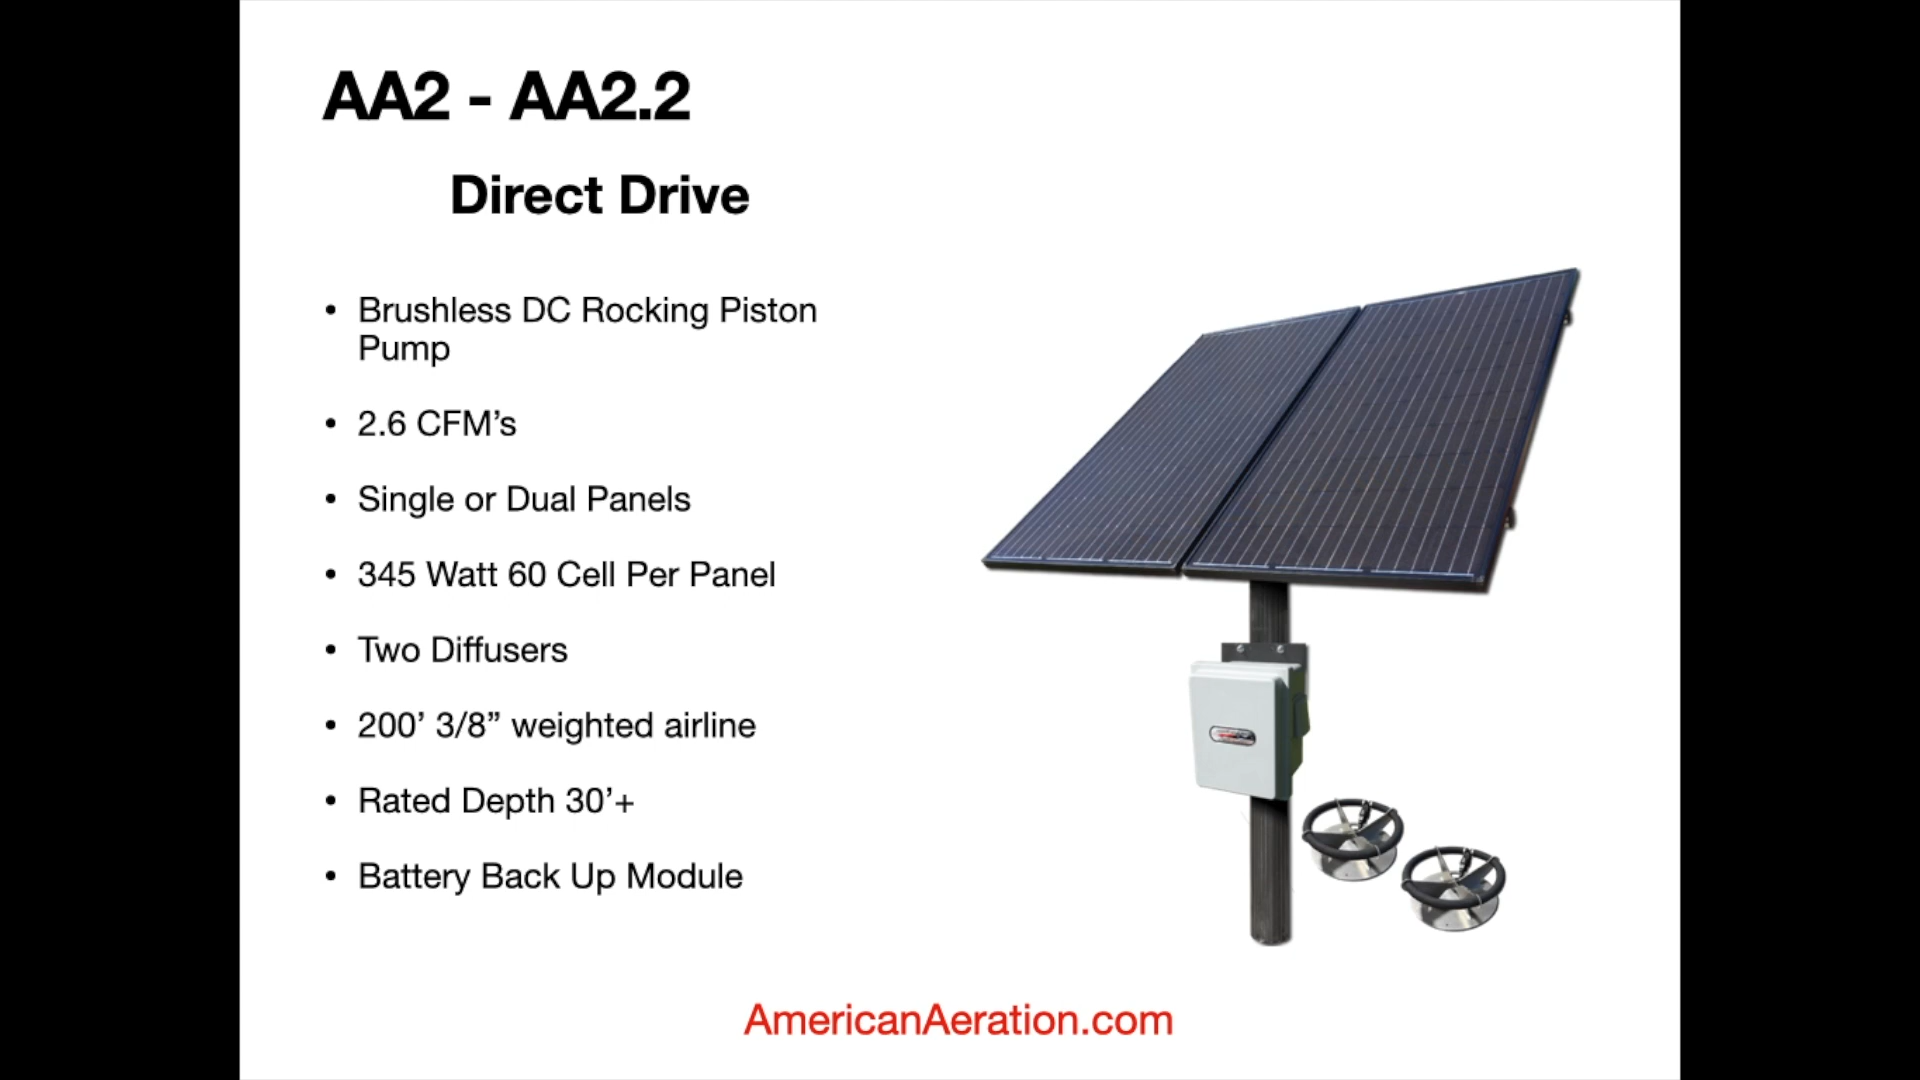 AA2 - AA2.2
Direct Drive
• Brushless DC Rocking Piston
Pump
• 2.6 CFM’s
• Single or Dual Panels
• 345 Watt 60 Cell Per Panel
• Two Diffusers
• 200’ 3/8” weighted airline
• Rated Depth 30’+
• Battery Back Up Module
AmericanAeration.com